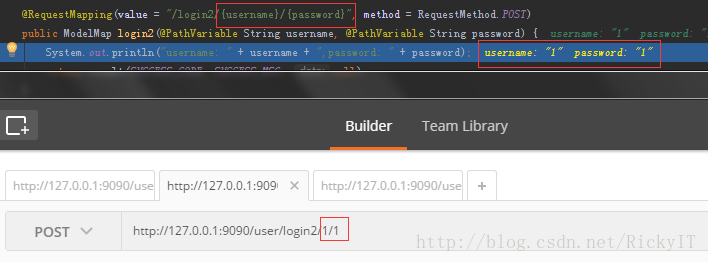 @RequestMapping(value = "/login2/{username}/{password}", method = RequestMethod.POST)
public ModelMap login2(@PathVariable String username, @PathVariable String password) { username: "1" password: "1"
System.out.println("username: " + username + ",password: " + password); username: "1" password: "1"
Builder Team Library
http://127.0.0.1:9090/use http://127.0.0.1:9090 × http://127.0.0.1:9090/use +
POST http://127.0.0.1:9090/user/login2/1/1
http://blog.csdn.net/RickyIT